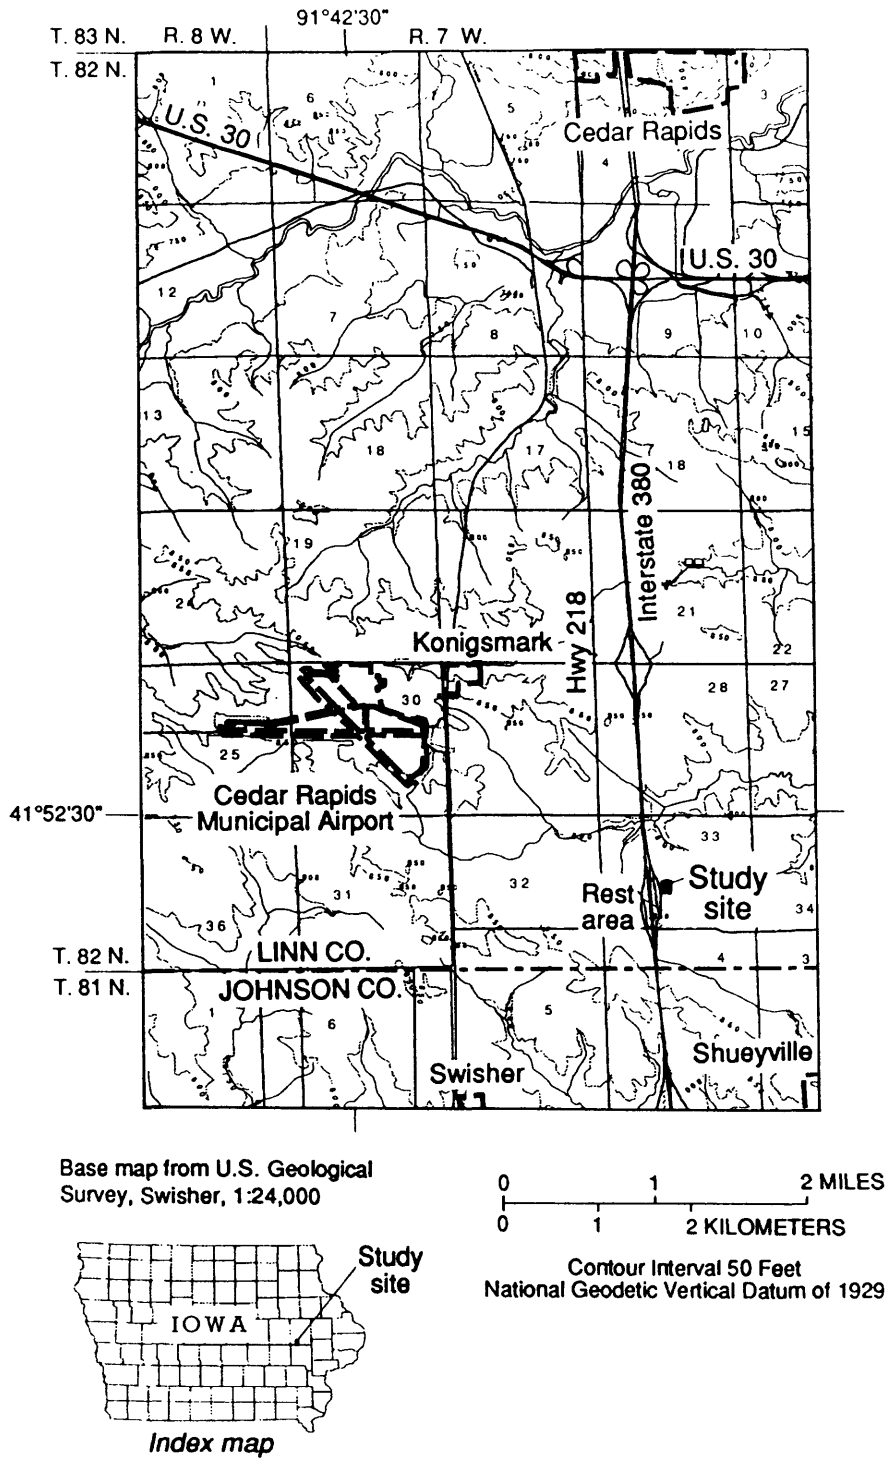 91°42'30"
T. 83 N. R. 8 W. R. 7 W.
T. 82 N.
1
6
5
3
U.S. 30
Cedar Rapids
4
750
U.S. 30
12
7
8
9
10
13
18
17
18
15
Interstate 380
19
24
21
Hwy 218
Konigsmark
22
30
28
27
25
Cedar Rapids
Municipal Airport
41°52'30"
33
32
Study
site
Rest
area
31
34
36
LINN CO.
T. 82 N.
4
3
T. 81 N.
JOHNSON CO.
1
6
5
Shueyville
Swisher
Base map from U.S. Geological
Survey, Swisher, 1:24,000
0 1 2 MILES
0 1 2 KILOMETERS
Contour Interval 50 Feet
National Geodetic Vertical Datum of 1929
Study
site
IOWA
Index map